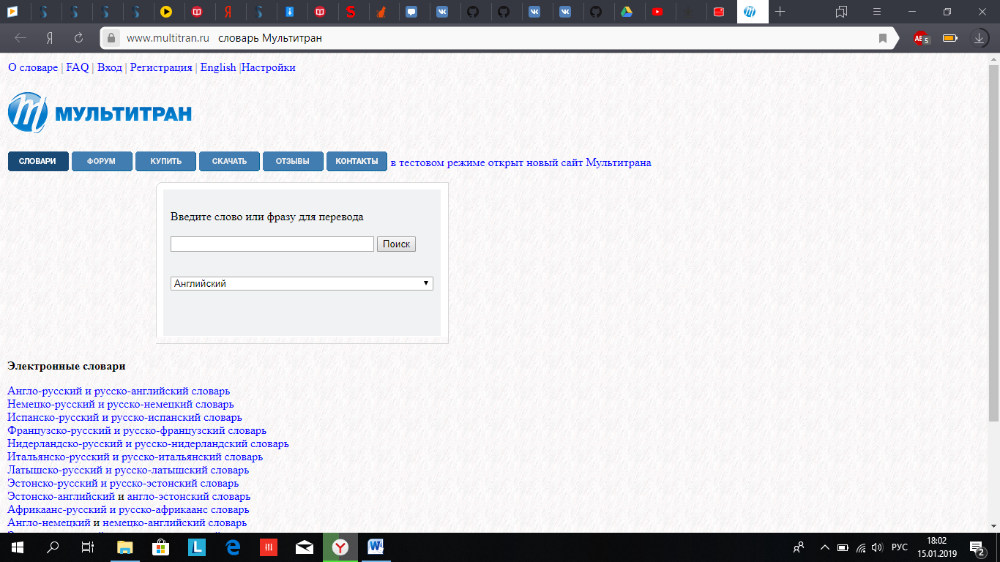 www.multitran.ru словарь Мультитран
АБР 5
О словаре | FAQ | Вход | Регистрация | English |Настройки
МУЛЬТИТРАН
СЛОВАРИ ФОРУМ КУПИТЬ СКАЧАТЬ ОТЗЫВЫ КОНТАКТЫ в тестовом режиме открыт новый сайт Мультитрана
Введите слово или фразу для перевода
Поиск
Английский
Электронные словари
Англо-русский и русско-английский словарь
Немецко-русский и русско-немецкий словарь
Испанско-русский и русско-испанский словарь
Французско-русский и русско-французский словарь
Нидерландско-русский и русско-нидерландский словарь
Итальянско-русский и русско-итальянский словарь
Латышско-русский и русско-латышский словарь
Эстонско-русский и русско-эстонский словарь
Эстонско-английский и англо-эстонский словарь
Африкаанс-русский и русско-африкаанс словарь
Англо-немецкий и немецко-английский словарь
РУС
18:02
15.01.2019
2